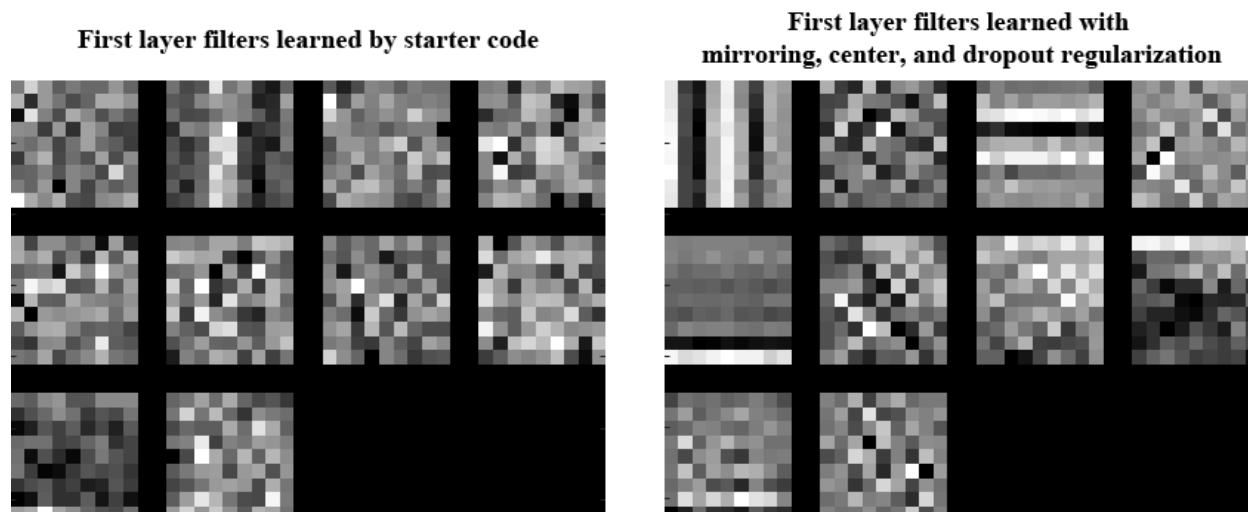 First layer filters learned by starter code
First layer filters learned with
mirroring, center, and dropout regularization